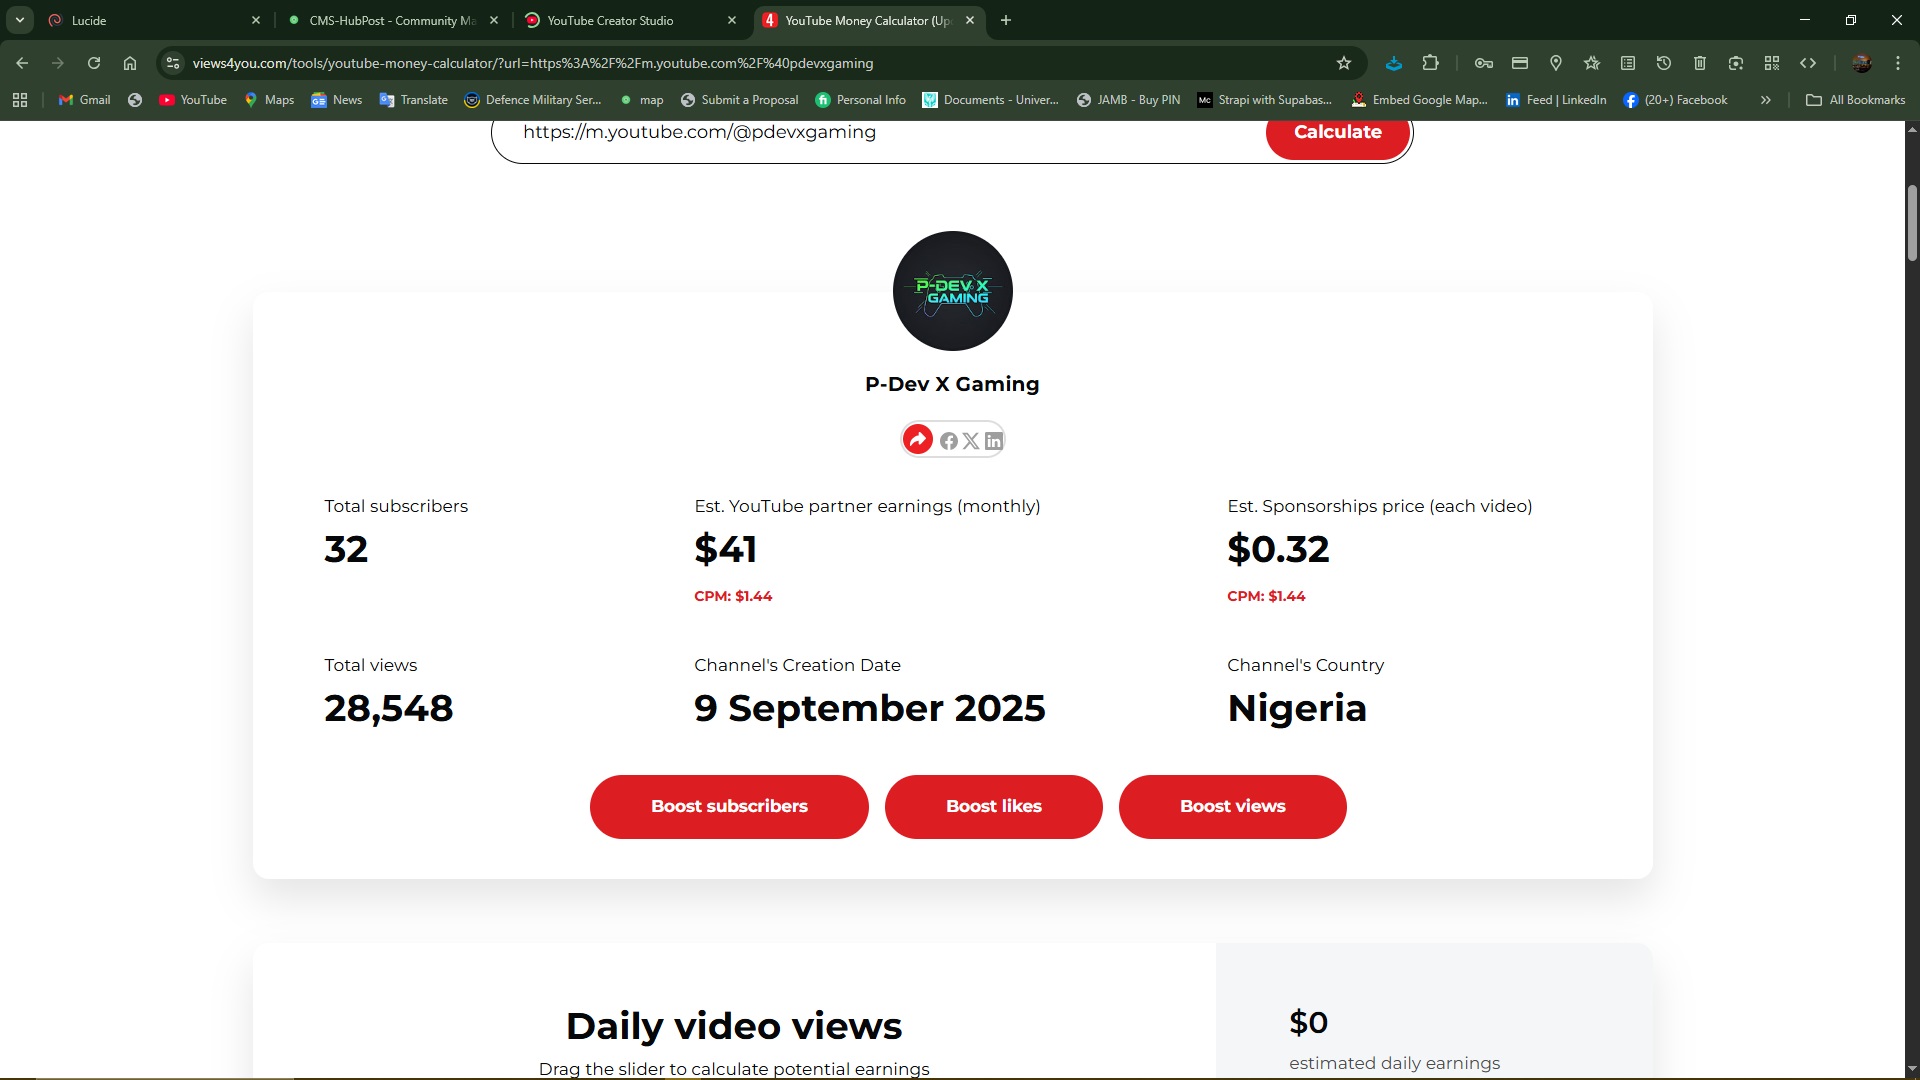 Lucide
CMS-HubPost - Community Ma
YouTube Creator Studio
YouTube Money Calculator (Up
views4you.com/tools/youtube-money-calculator/?url=https%3A%2F%2Fm.youtube.com%2F%40pdevxgaming
Gmail
YouTube
Maps
News
Translate
Defence Military Ser...
map
Submit a Proposal
Personal Info
Documents - Univer...
JAMB - Buy PIN
Strapi with Supabas...
Embed Google Map...
Feed | LinkedIn
(20+) Facebook
All Bookmarks
https://m.youtube.com/@pdevxgaming
Calculate
P-DEV X
GAMING
P-Dev X Gaming
Total subscribers
32
Est. YouTube partner earnings (monthly)
$41
CPM: $1.44
Est. Sponsorships price (each video)
$0.32
CPM: $1.44
Total views
28,548
Channel's Creation Date
9 September 2025
Channel's Country
Nigeria
Boost subscribers
Boost likes
Boost views
Daily video views
Drag the slider to calculate potential earnings
$0
estimated daily earnings